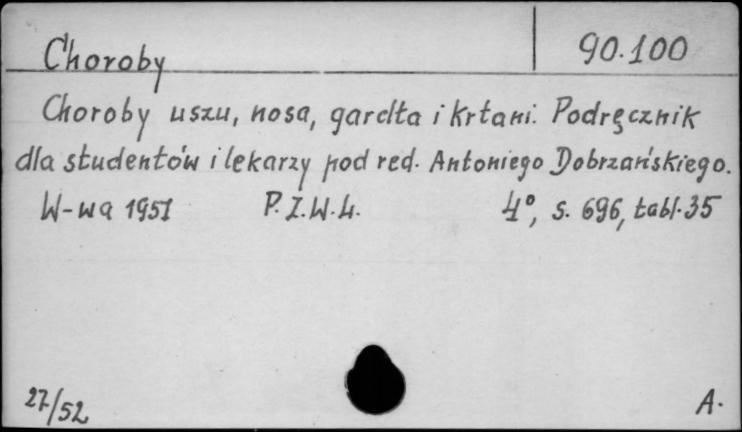 Choroby 90.100
Choroby uszu, nosa, gardła i krtani. Podręcznik
dla studentów i lekarzy pod red. Antoniego Dobrzańskiego.
W-wa 1951 P.Z.W.L. 4°, s. 696, tabl. 35
27/52 A.